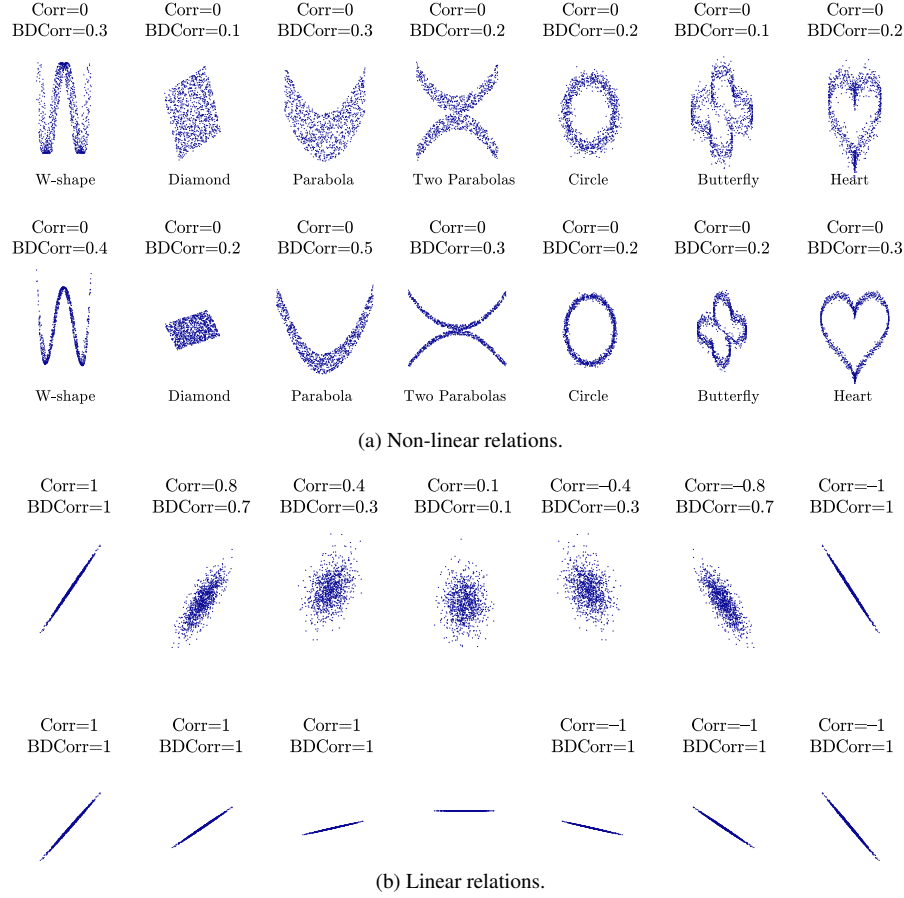 Corr=0 Corr=0 Corr=0 Corr=0 Corr=0 Corr=0 Corr=0
BDCorr=0.3 BDCorr=0.1 BDCorr=0.3 BDCorr=0.2 BDCorr=0.2 BDCorr=0.1 BDCorr=0.2
W-shape Diamond Parabola Two Parabolas Circle Butterfly Heart
Corr=0 Corr=0 Corr=0 Corr=0 Corr=0 Corr=0 Corr=0
BDCorr=0.4 BDCorr=0.2 BDCorr=0.5 BDCorr=0.3 BDCorr=0.2 BDCorr=0.2 BDCorr=0.3
W-shape Diamond Parabola Two Parabolas Circle Butterfly Heart
(a) Non-linear relations.
Corr=1 Corr=0.8 Corr=0.4 Corr=0.1 Corr=–0.4 Corr=–0.8 Corr=–1
BDCorr=1 BDCorr=0.7 BDCorr=0.3 BDCorr=0.1 BDCorr=0.3 BDCorr=0.7 BDCorr=1
Corr=1 Corr=1 Corr=1 Corr=–1 Corr=–1 Corr=–1
BDCorr=1 BDCorr=1 BDCorr=1 BDCorr=1 BDCorr=1 BDCorr=1
(b) Linear relations.